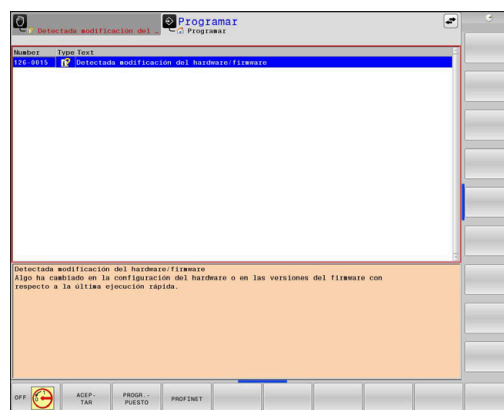 Programar
Detectada modificación del …
Programar
Number Type Text
126-0015 Detectada modificación del hardware/firmware
Detectada modificación del hardware/firmware
Algo ha cambiado en la configuración del hardware o en las versiones del firmware con
respecto a la última ejecución rápida.
OFF
ACEP-
TAR
PROGR.-
PUESTO
PROFINET